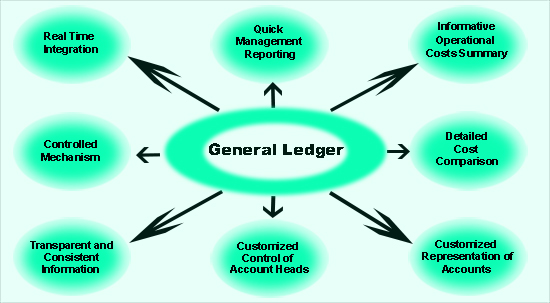 Real Time
Integration
Quick
Management
Reporting
Informative
Operational
Costs Summary
Controlled
Mechanism
General Ledger
Detailed
Cost
Comparison
Transparent and
Consistent
Information
Customized
Control of
Account Heads
Customized
Representation of
Accounts